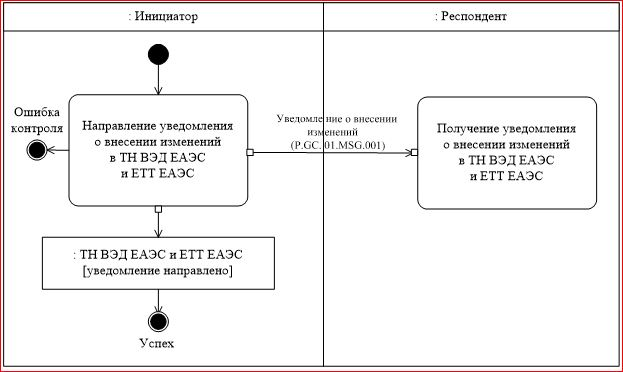 : Инициатор
: Респондент
Ошибка
контроля
Направление уведомления
о внесении изменений
в ТН ВЭД ЕАЭС
и ЕТТ ЕАЭС
Уведомление о внесении
изменений
(P.GC. 01.MSG.001)
Получение уведомления
о внесении изменений
в ТН ВЭД ЕАЭС
и ЕТТ ЕАЭС
: ТН ВЭД ЕАЭС и ЕТТ ЕАЭС
[уведомление направлено]
Успех